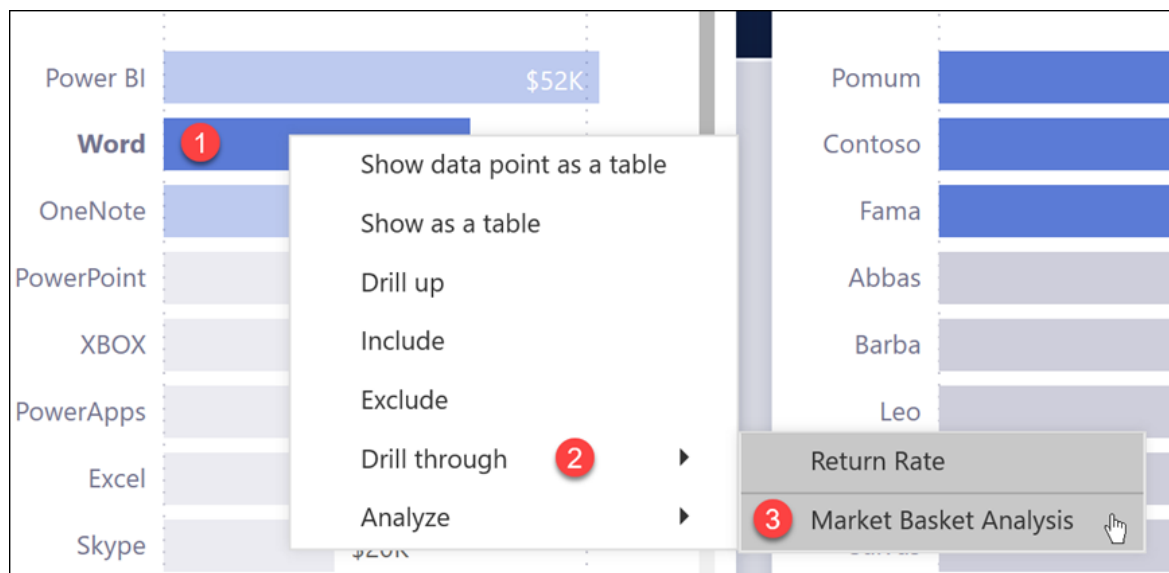 Power BI
$52K
Word
1
OneNote
PowerPoint
XBOX
PowerApps
Excel
Skype
Show data point as a table
Show as a table
Drill up
Include
Exclude
Drill through
2
Analyze
Return Rate
3
Market Basket Analysis
Pomum
Contoso
Fama
Abbas
Barba
Leo